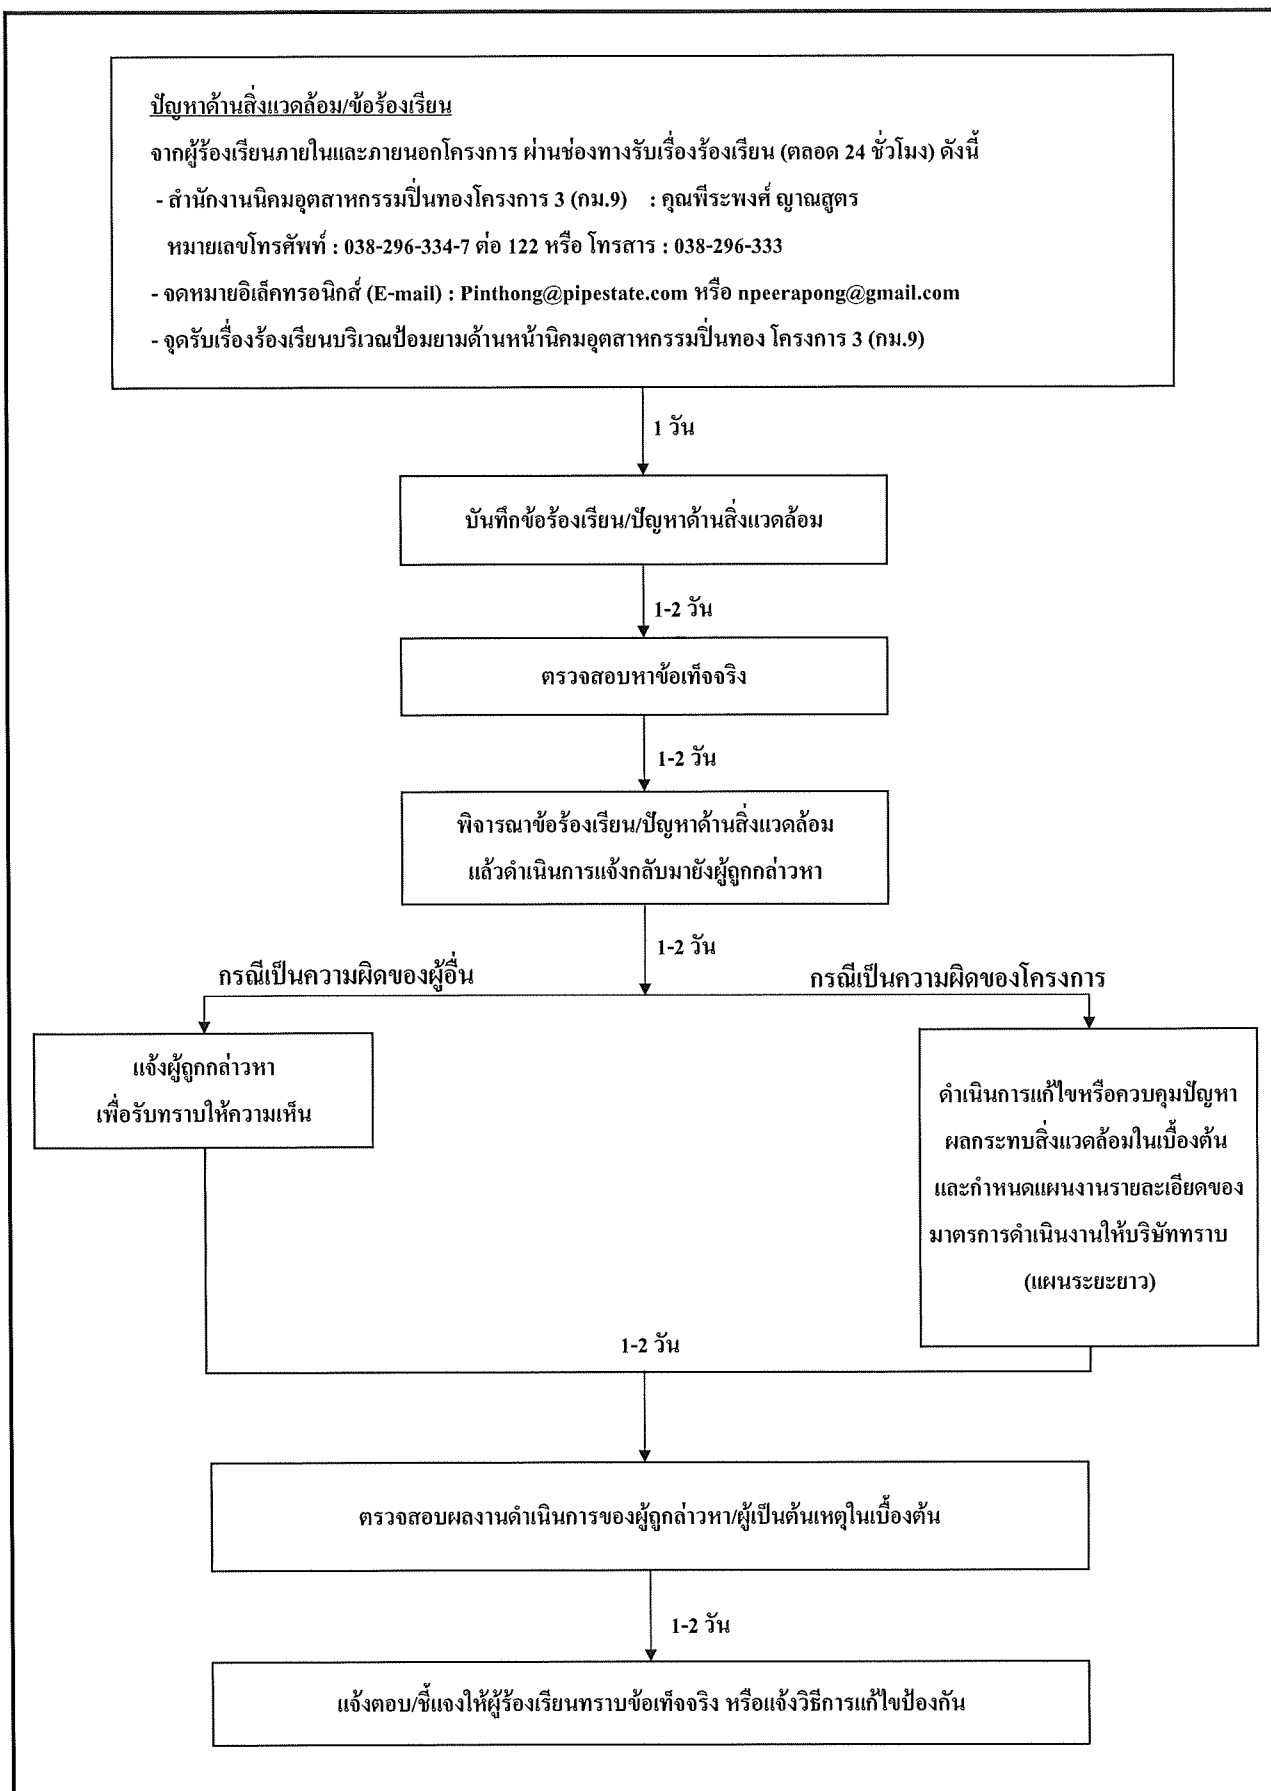 ปัญหาด้านสิ่งแวดล้อม/ข้อร้องเรียน
จากผู้ร้องเรียนภายในและภายนอกโครงการ ผ่านช่องทางรับเรื่องร้องเรียน (ตลอด 24 ชั่วโมง) ดังนี้
- สำนักงานนิคมอุตสาหกรรมปิ่นทองโครงการ 3 (กม.9) : คุณพีระพงศ์ ญาณสูตร
หมายเลขโทรศัพท์ : 038-296-334-7 ต่อ 122 หรือ โทรสาร : 038-296-333
- จดหมายอิเล็คทรอนิกส์ (E-mail) : Pinthong@pipestate.com หรือ npeerapong@gmail.com
- จุดรับเรื่องร้องเรียนบริเวณป้อมยามด้านหน้านิคมอุตสาหกรรมปิ่นทอง โครงการ 3 (กม.9)
1 วัน
บันทึกข้อร้องเรียน/ปัญหาด้านสิ่งแวดล้อม
1-2 วัน
ตรวจสอบหาข้อเท็จจริง
1-2 วัน
พิจารณาข้อร้องเรียน/ปัญหาด้านสิ่งแวดล้อม
แล้วดำเนินการแจ้งกลับมายังผู้ถูกกล่าวหา
1-2 วัน
กรณีเป็นความผิดของผู้อื่น
กรณีเป็นความผิดของโครงการ
แจ้งผู้ถูกกล่าวหา
เพื่อรับทราบให้ความเห็น
ดำเนินการแก้ไขหรือควบคุมปัญหา
ผลกระทบสิ่งแวดล้อมในเบื้องต้น
และกำหนดแผนงานรายละเอียดของ
มาตรการดำเนินงานให้บริษัททราบ
(แผนระยะยาว)
1-2 วัน
ตรวจสอบผลงานดำเนินการของผู้ถูกกล่าวหา/ผู้เป็นต้นเหตุในเบื้องต้น
1-2 วัน
แจ้งตอบ/ชี้แจงให้ผู้ร้องเรียนทราบข้อเท็จจริง หรือแจ้งวิธีการแก้ไขป้องกัน